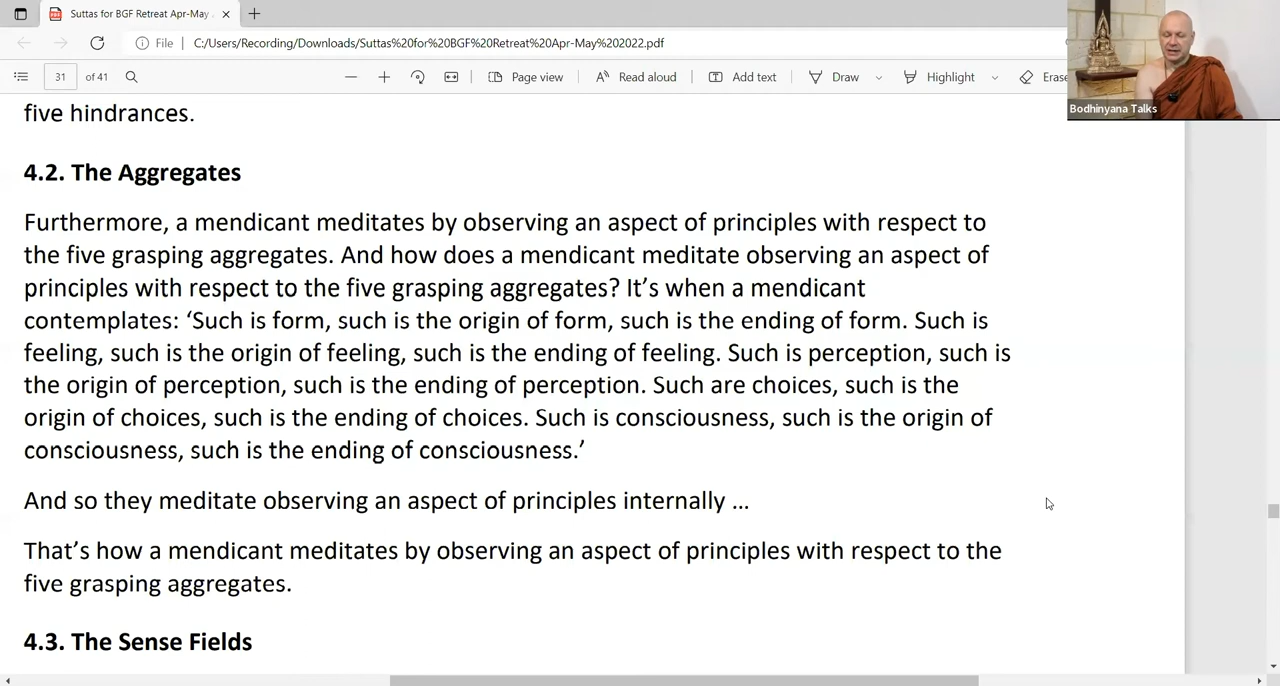 Suttas for BGF Retreat Apr-May
File
C:/Users/Recording/Downloads/Suttas%20for%20BGF%20Retreat%20Apr-May%202022.pdf
31 of 41
Page view
Read aloud
Add text
Draw
Highlight
Erase
Bodhinyana Talks
five hindrances.
4.2. The Aggregates
Furthermore, a mendicant meditates by observing an aspect of principles with respect to
the five grasping aggregates. And how does a mendicant meditate observing an aspect of
principles with respect to the five grasping aggregates? It’s when a mendicant
contemplates: ‘Such is form, such is the origin of form, such is the ending of form. Such is
feeling, such is the origin of feeling, such is the ending of feeling. Such is perception, such is
the origin of perception, such is the ending of perception. Such are choices, such is the
origin of choices, such is the ending of choices. Such is consciousness, such is the origin of
consciousness, such is the ending of consciousness.’
And so they meditate observing an aspect of principles internally …
That’s how a mendicant meditates by observing an aspect of principles with respect to the
five grasping aggregates.
4.3. The Sense Fields